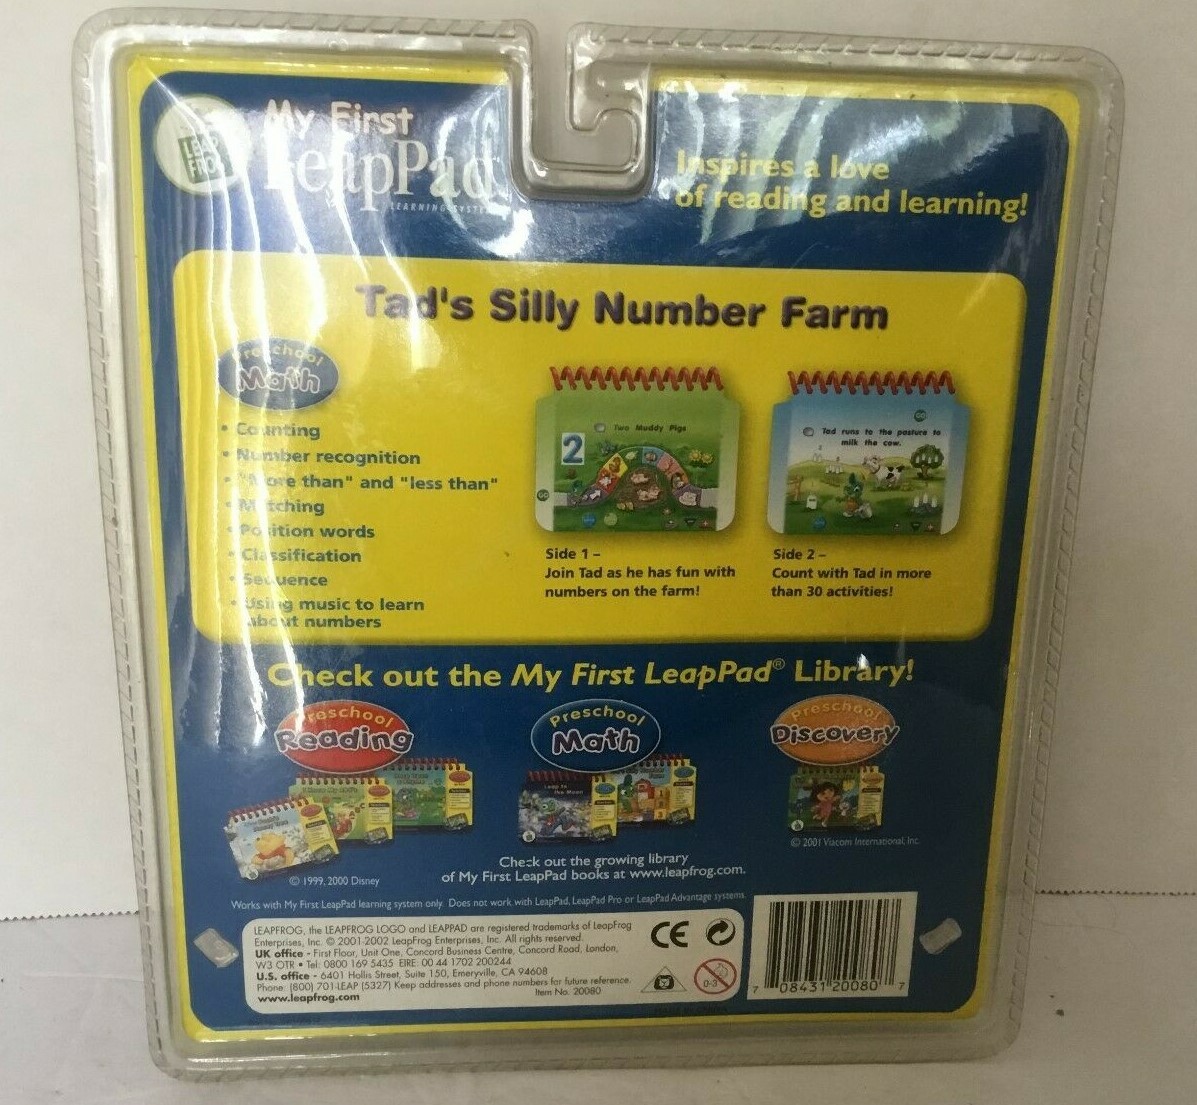 LEAP
FROG
My First
LeapPad
LEARNING SYSTEM
Inspires a love
of reading and learning!
Tad's Silly Number Farm
Preschool
Math
• Counting
• Number recognition
• "More than" and "less than"
• Matching
• Position words
• Classification
• Sequence
• Using music to learn
about numbers
2
Two Muddy Pigs
GO
Side 1 –
Join Tad as he has fun with
numbers on the farm!
GO
Tad runs to the pasture to
milk the cow.
Side 2 –
Count with Tad in more
than 30 activities!
Check out the My First LeapPad® Library!
Preschool
Reading
© 1999, 2000 Disney
Preschool
Math
Leap to
the Moon
Preschool
Discovery
© 2001 Viacom International, Inc.
Check out the growing library
of My First LeapPad books at www.leapfrog.com.
Works with My First LeapPad learning system only. Does not work with LeapPad, LeapPad Pro or LeapPad Advantage systems.
LEAPFROG, the LEAPFROG LOGO and LEAPPAD are registered trademarks of LeapFrog
Enterprises, Inc. © 2001-2002 LeapFrog Enterprises, Inc. All rights reserved.
UK office - First Floor, Unit One, Concord Business Centre, Concord Road, London,
W3 OTR • Tel: 0800 169 5435 EIRE: 00 44 1702 200244
U.S. office - 6401 Hollis Street, Suite 150, Emeryville, CA 94608
Phone: (800) 701-LEAP (5327) Keep addresses and phone numbers for future reference.
www.leapfrog.com
Item No. 20080
CE
0-3
7 08431 20080 7